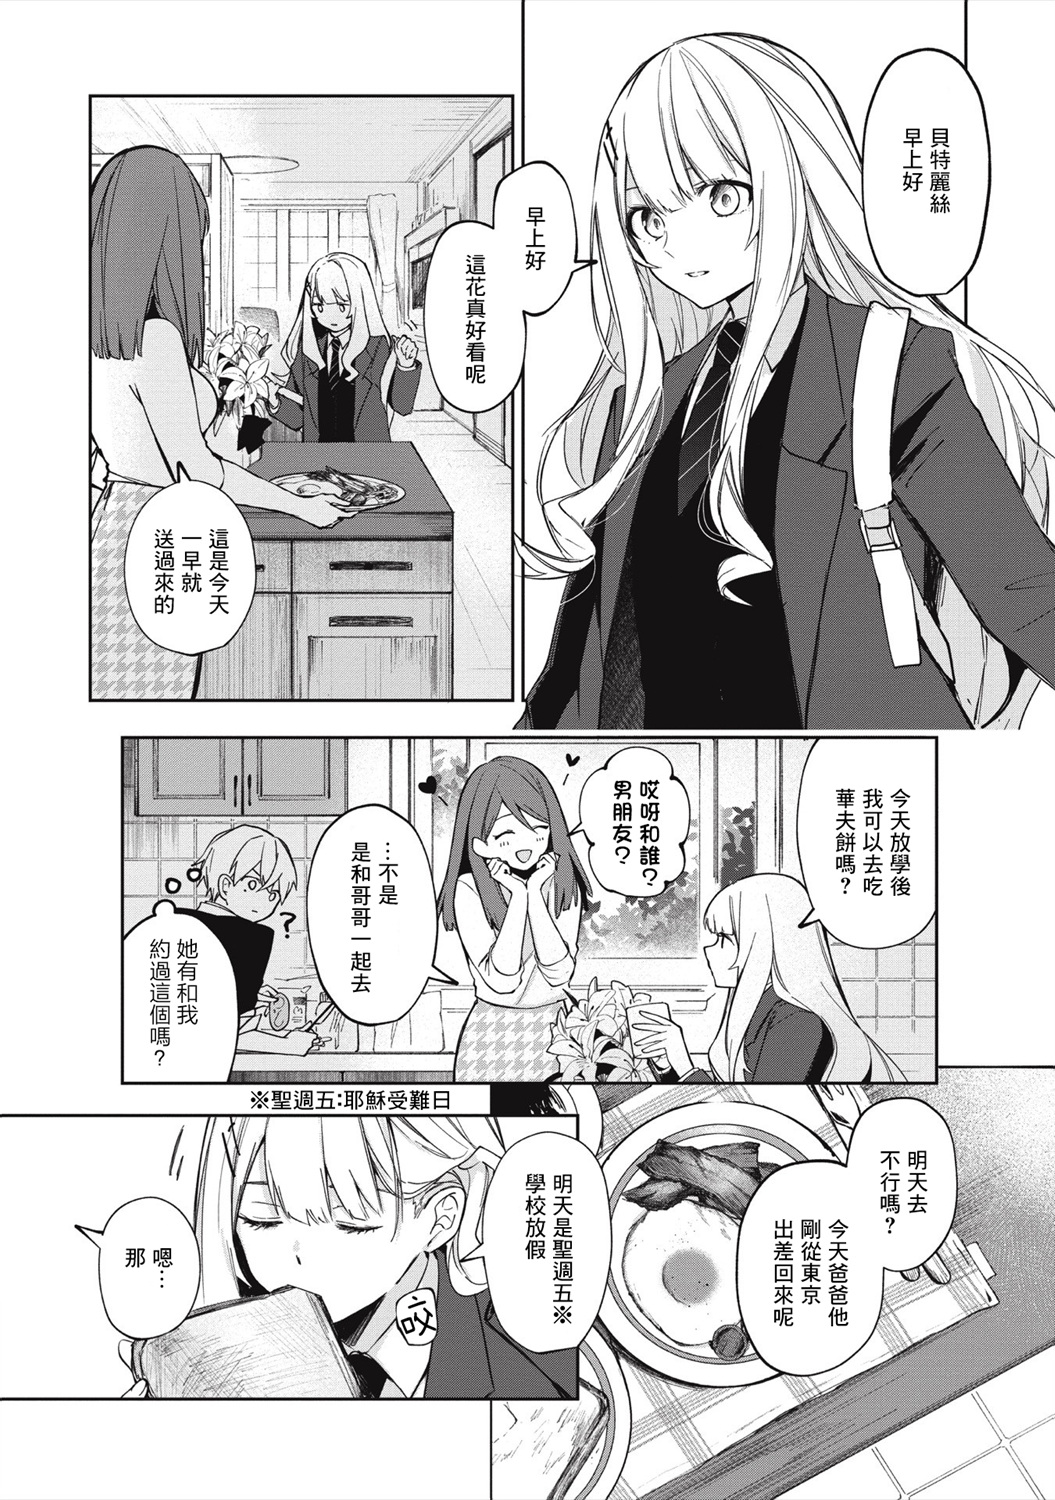 貝特麗絲
早上好
早上好
這花真好看呢
這是今天
一早就
送過來的
今天放學後
我可以去吃
華夫餅嗎?
哎呀和誰?
男朋友?
…不是
是和哥哥一起去
?
她有和我
約過這個嗎?
明天去
不行嗎?
今天爸爸他
剛從東京
出差回來呢
※聖週五:耶穌受難日
明天是聖週五※
學校放假
咬
嗯…
那